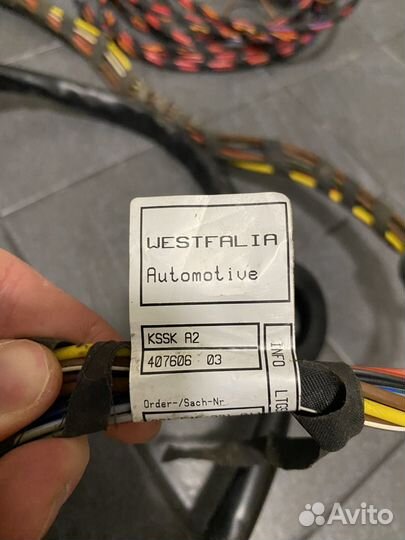 WESTFALIA
Automotive
KSSK A2
407606 03
Order-/Sach-Nr
INFO
Avito